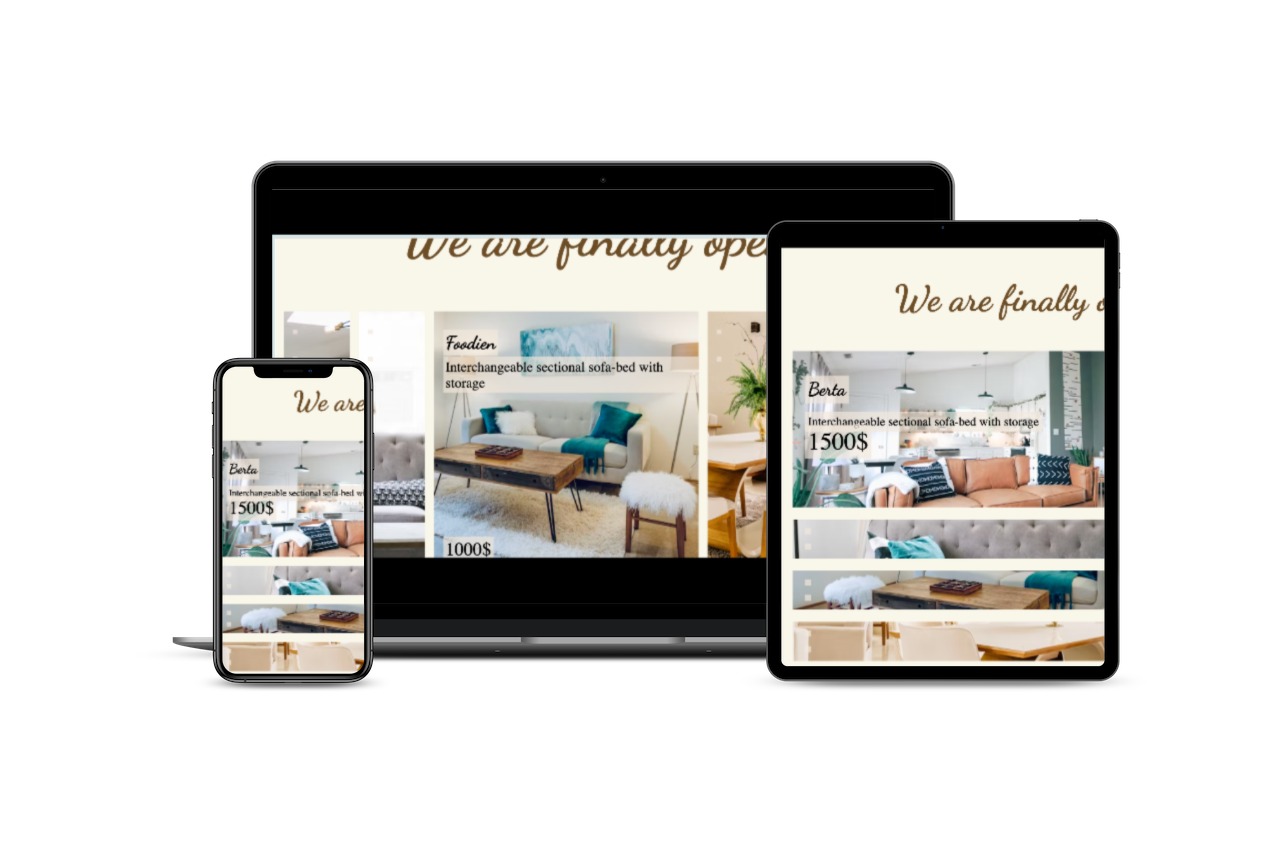 We are finally ope
Foodien
Interchangeable sectional sofa-bed with
storage
1000$
We are
Berta
Interchangeable sectional sofa-bed w
1500$
We are finally o
Berta
Interchangeable sectional sofa-bed with storage
1500$